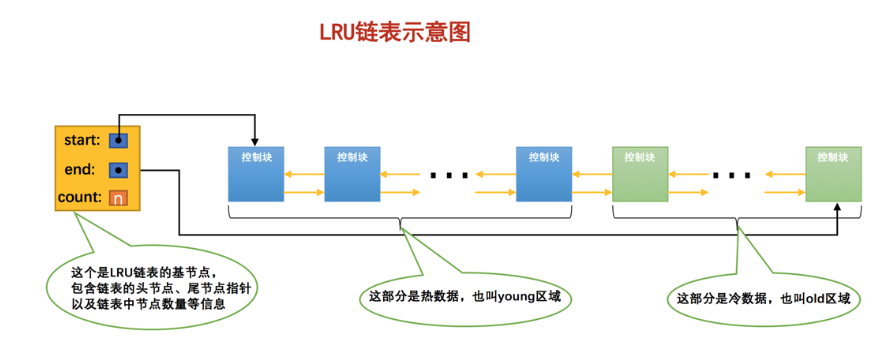 LRU链表示意图
start:
end:
count: n
控制块
控制块
控制块
控制块
控制块
这个是LRU链表的基节点，
包含链表的头节点、尾节点指针
以及链表中节点数量等信息
这部分是热数据，也叫young区域
这部分是冷数据，也叫old区域